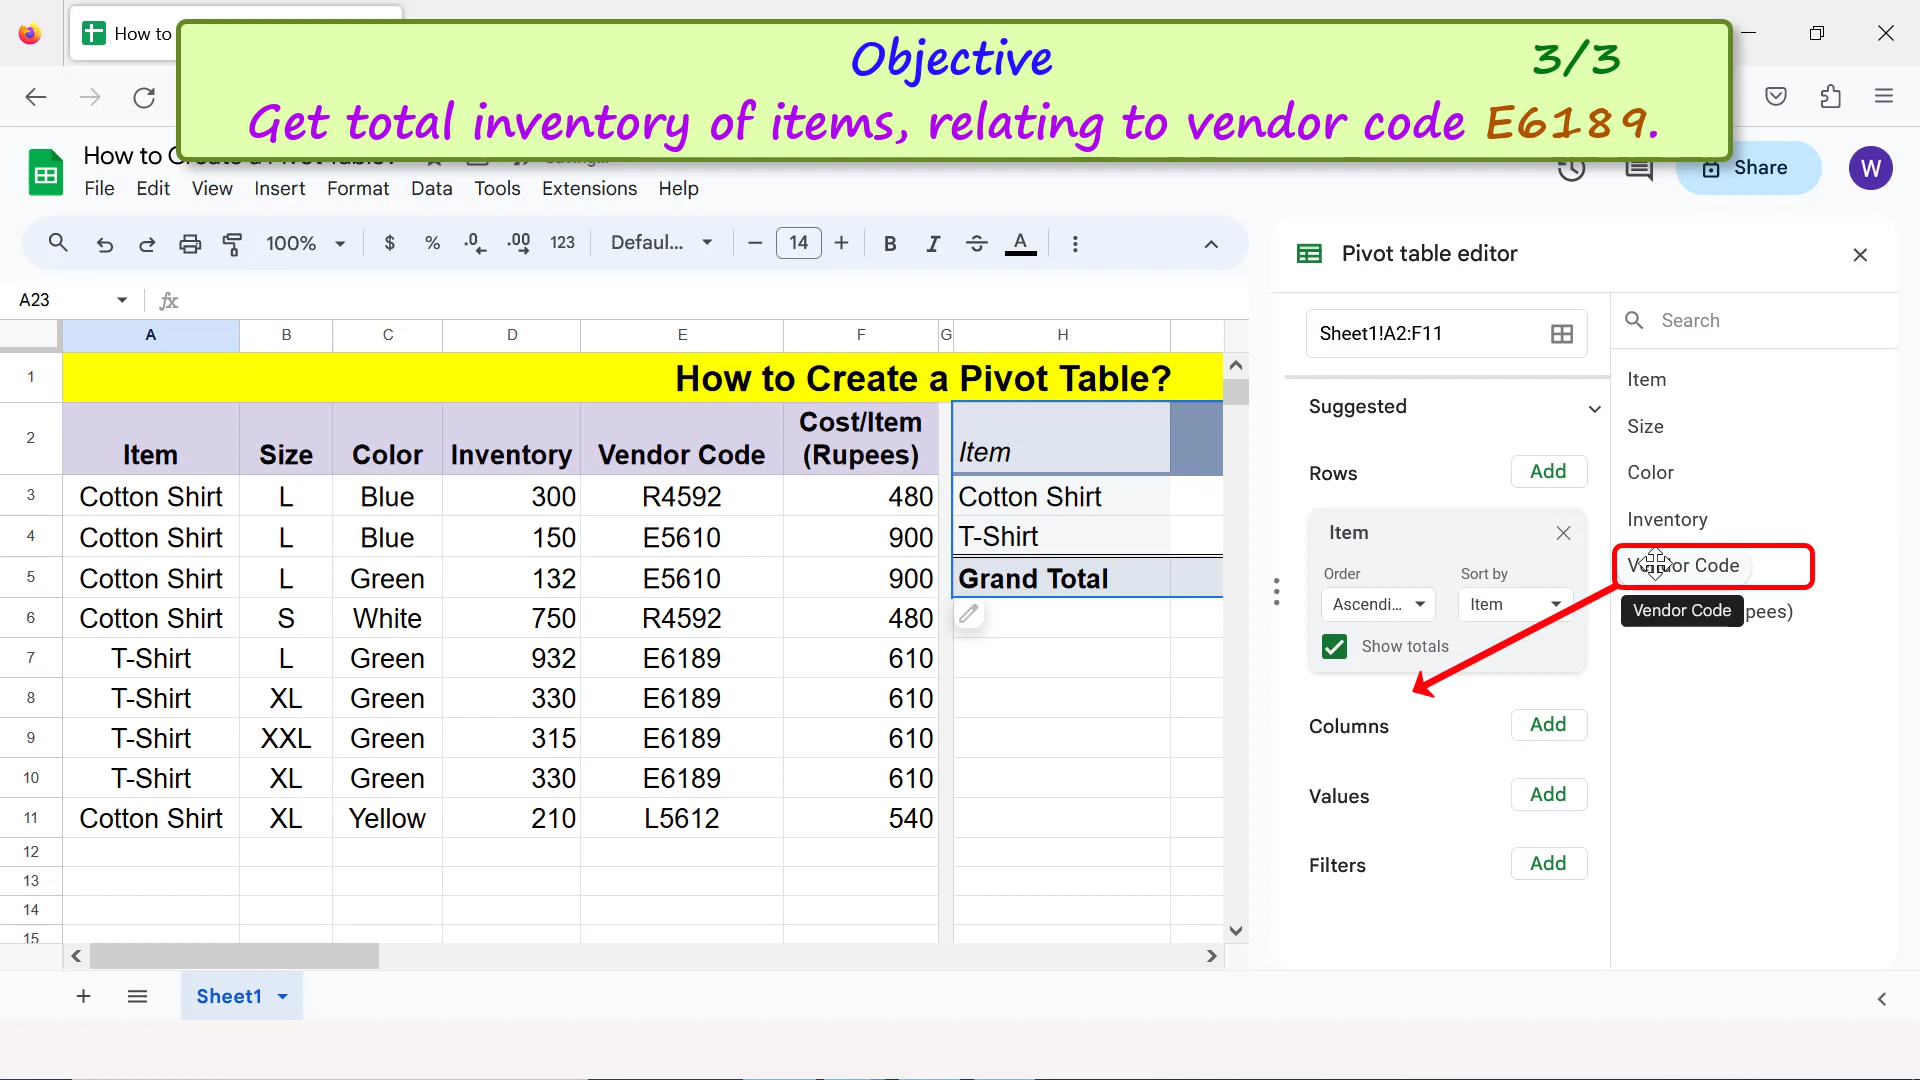 How to
Objective
3/3
Get total inventory of items, relating to vendor code E6189.
How to
File Edit View Insert Format Data Tools Extensions Help
Share
W
100% $ % .0 .00 123 Defaul... 14 B I S A
A23 fx
A B C D E F G H
1 How to Create a Pivot Table?
2 Item Size Color Inventory Vendor Code Cost/Item (Rupees) Item
3 Cotton Shirt L Blue 300 R4592 480 Cotton Shirt
4 Cotton Shirt L Blue 150 E5610 900 T-Shirt
5 Cotton Shirt L Green 132 E5610 900 Grand Total
6 Cotton Shirt S White 750 R4592 480
7 T-Shirt L Green 932 E6189 610
8 T-Shirt XL Green 330 E6189 610
9 T-Shirt XXL Green 315 E6189 610
10 T-Shirt XL Green 330 E6189 610
11 Cotton Shirt XL Yellow 210 L5612 540
12
13
14
15
Sheet1
Pivot table editor
Sheet1!A2:F11
Suggested
Rows Add
Item
Order Sort by
Ascendi... Item
Show totals
Columns Add
Values Add
Filters Add
Search
Item
Size
Color
Inventory
Vendor Code
Vendor Code
pees)